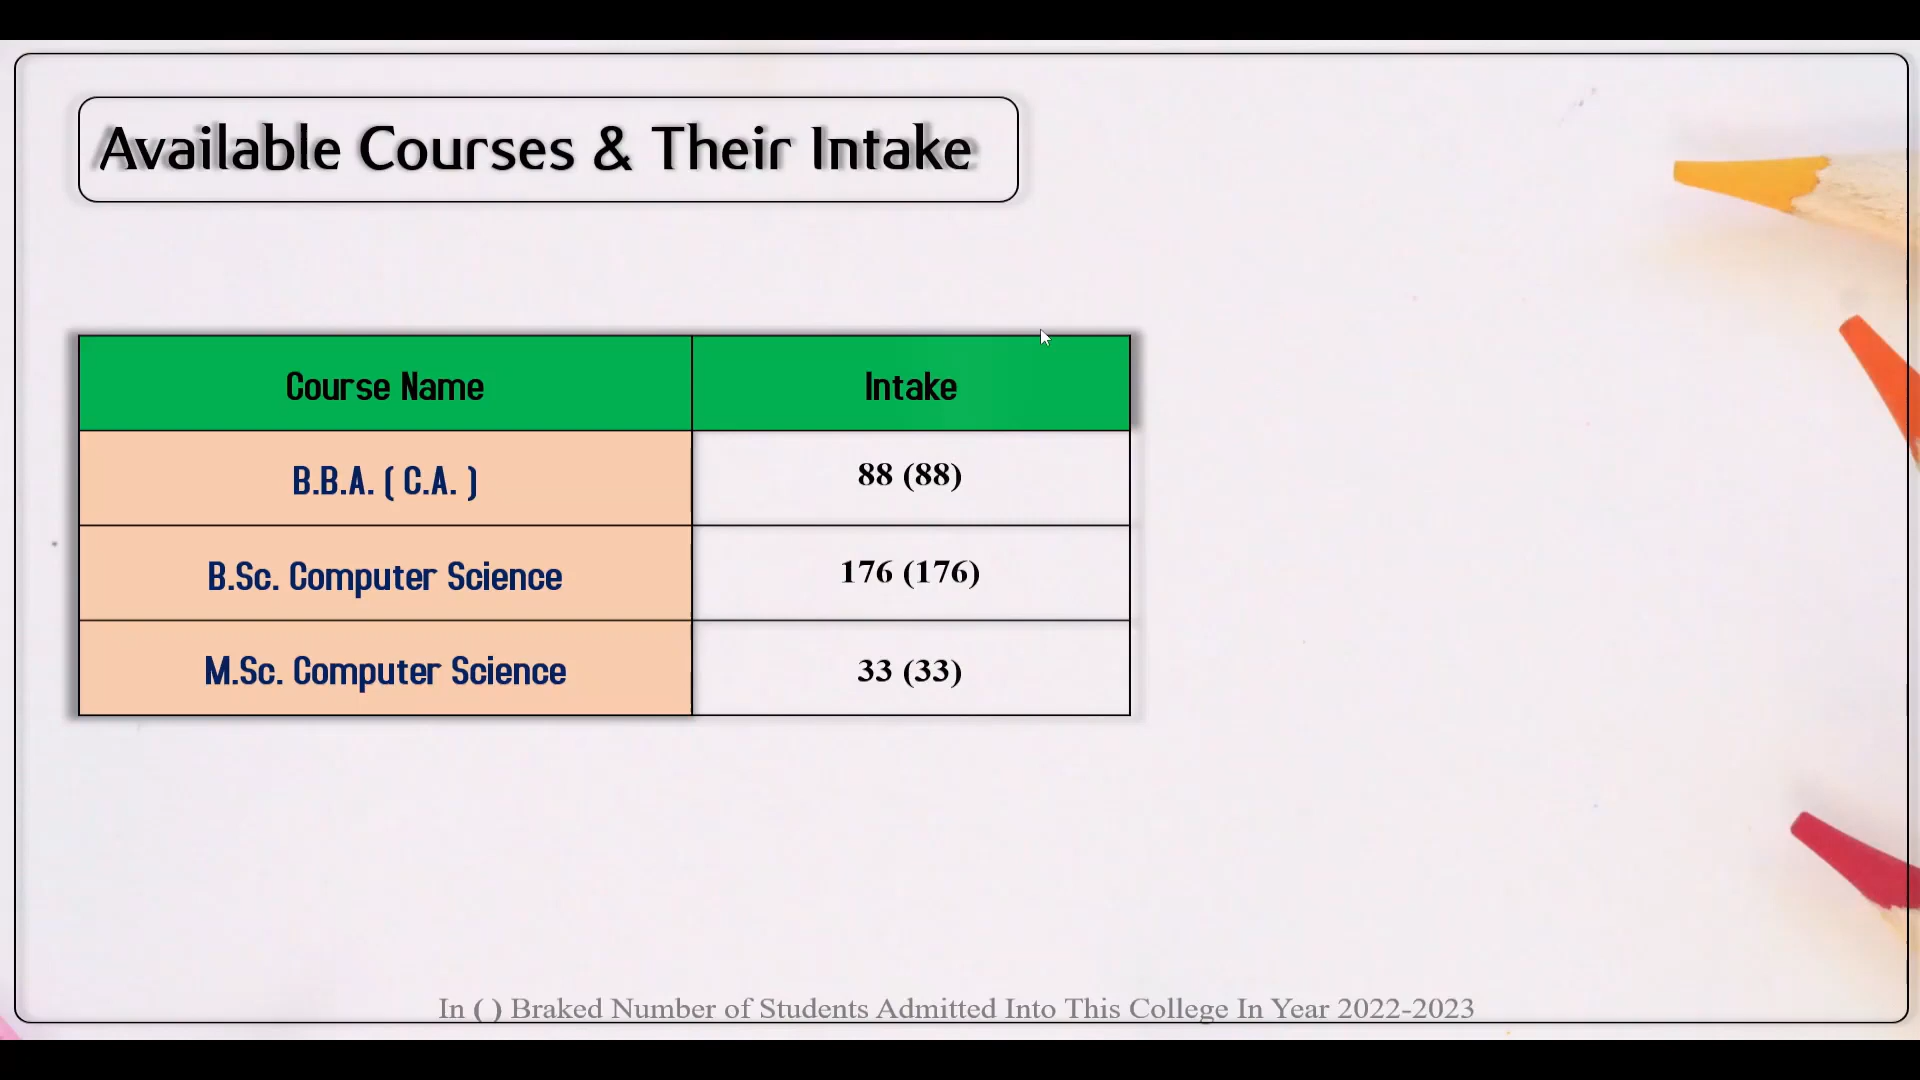 Available Courses & Their Intake
Course Name
Intake
B.B.A. ( C.A. )
88 (88)
B.Sc. Computer Science
176 (176)
M.Sc. Computer Science
33 (33)
In ( ) Braked Number of Students Admitted Into This College In Year 2022-2023